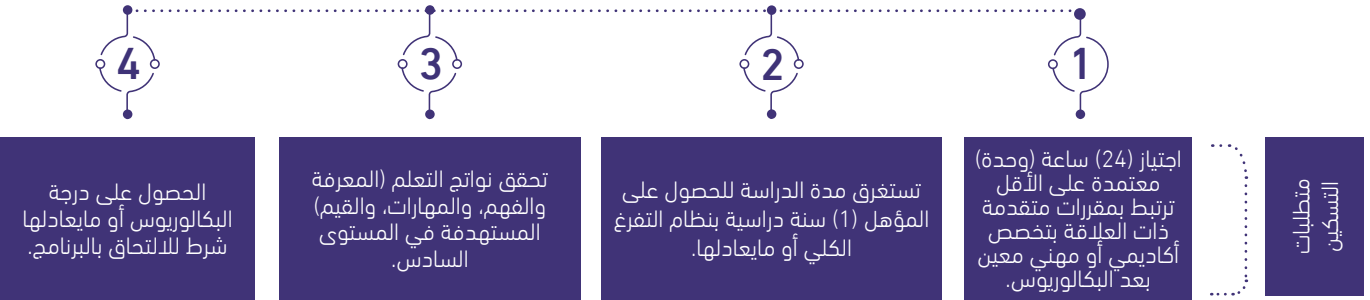 متطلبات
التسكين
1
اجتياز (24) ساعة (وحدة)
معتمدة على الأقل
ترتبط بمقررات متقدمة
ذات العلاقة بتخصص
أكاديمي أو مهني معين
بعد البكالوريوس.
2
تستغرق مدة الدراسة للحصول على
المؤهل (1) سنة دراسية بنظام التفرغ
الكلي أو مايعادلها.
3
تحقق نواتج التعلم (المعرفة
والفهم، والمهارات، والقيم)
المستهدفة في المستوى
السادس.
4
الحصول على درجة
البكالوريوس أو مايعادلها
شرط للالتحاق بالبرنامج.